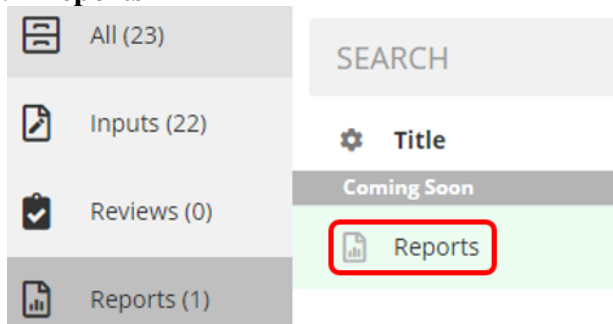 All (23)
Inputs (22)
Reviews (0)
Reports (1)
SEARCH
Title
Coming Soon
Reports